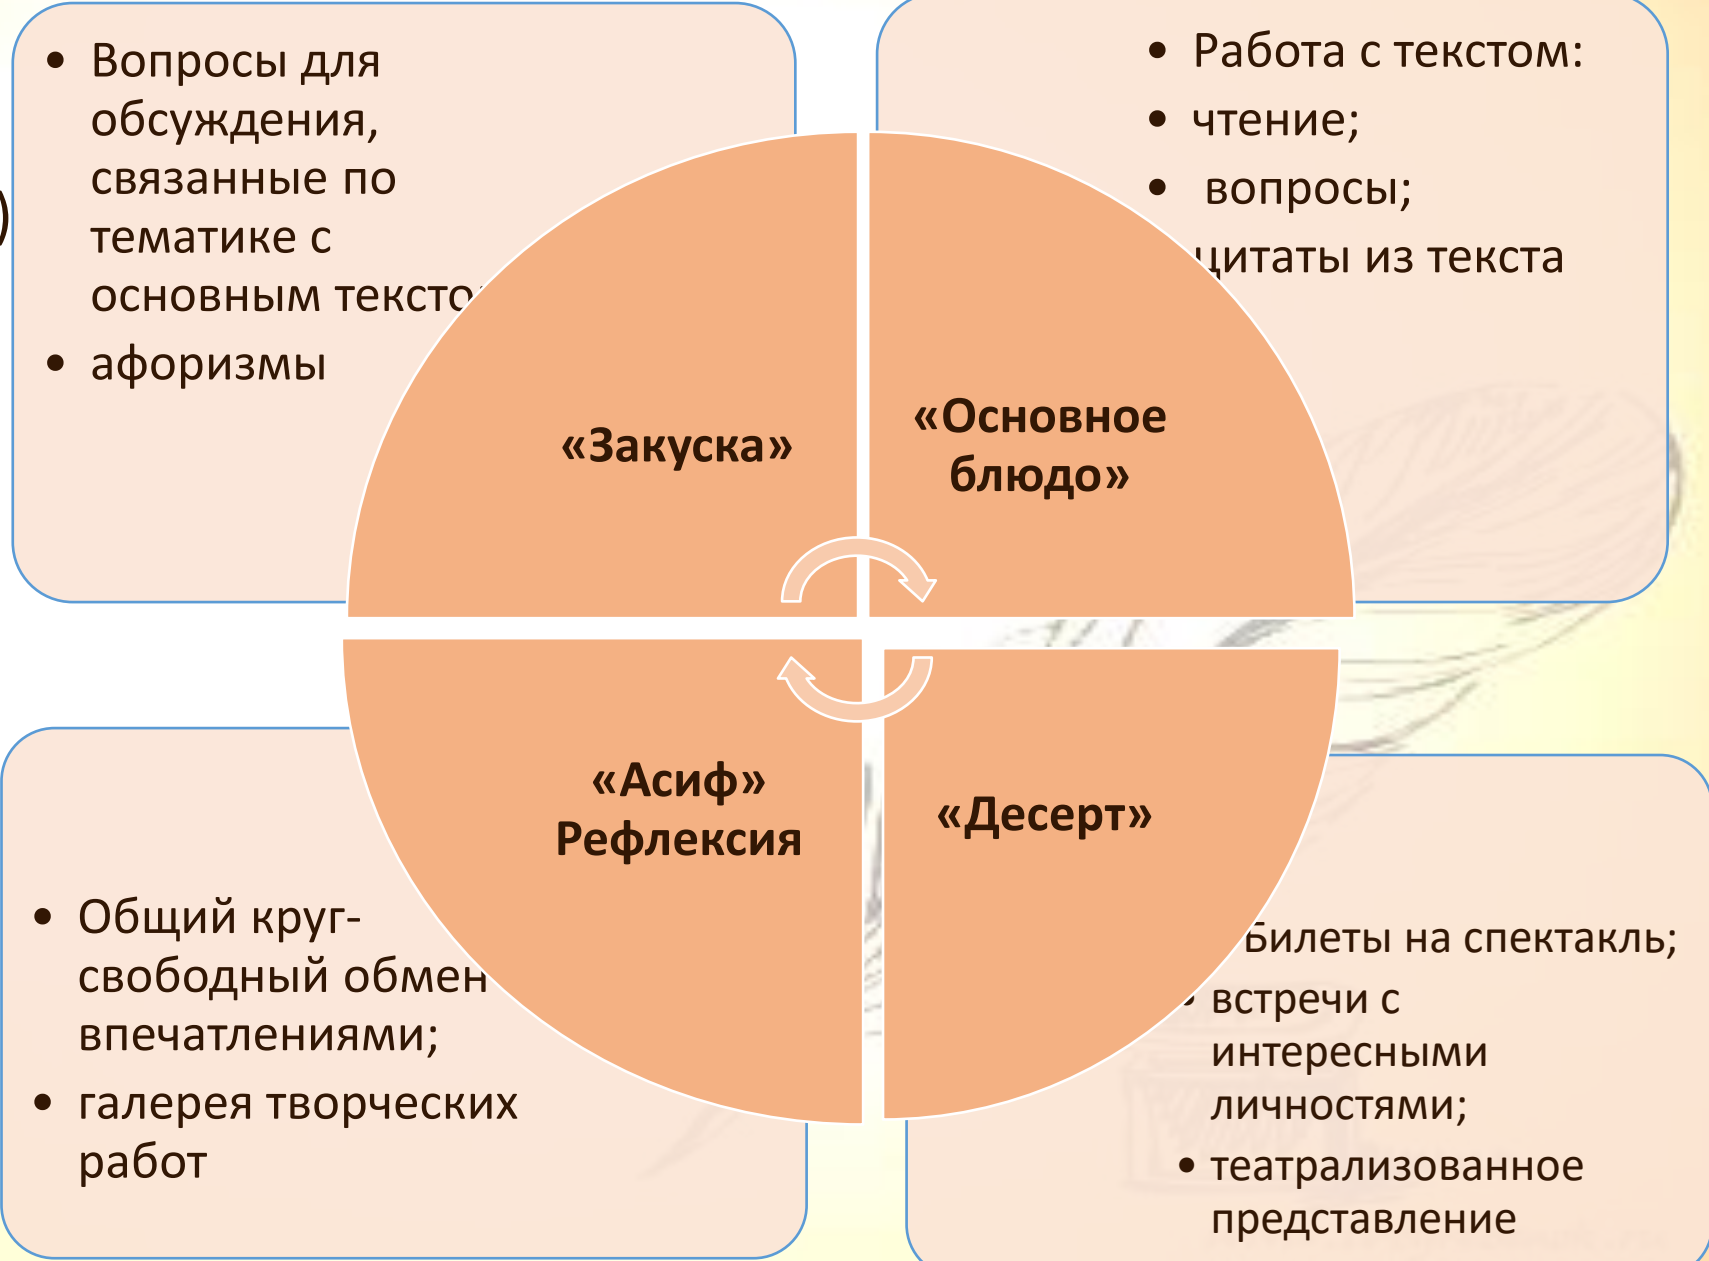 • Вопросы для
обсуждения,
связанные по
тематике с
основным тексто
• афоризмы
)
• Работа с текстом:
• чтение;
• вопросы;
цитаты из текста
«Закуска»
«Основное
блюдо»
«Асиф»
Рефлексия
«Десерт»
• Общий круг-
свободный обмен
впечатлениями;
• галерея творческих
работ
Билеты на спектакль;
• встречи с
интересными
личностями;
• театрализованное
представление